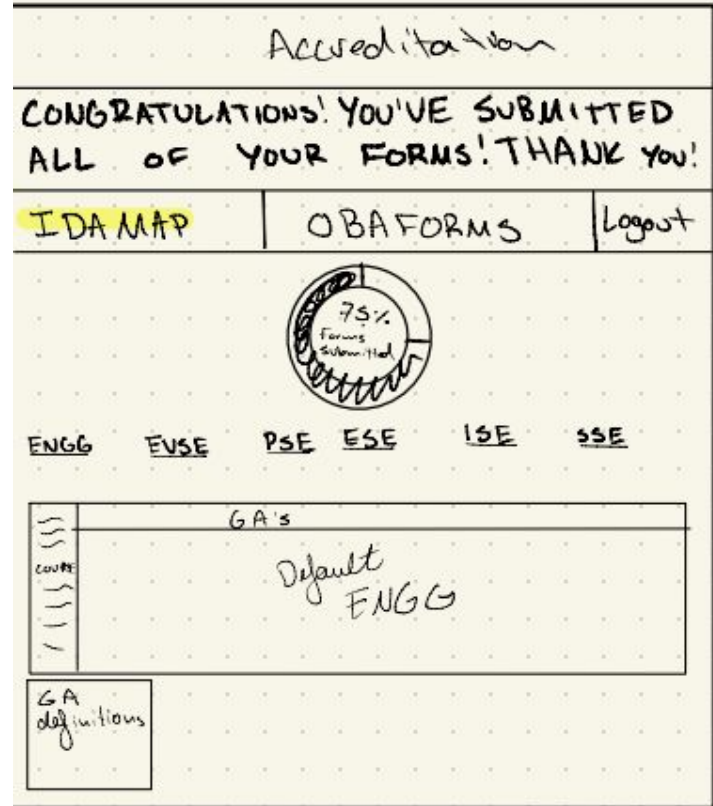 Accreditation
CONGRATULATIONS! YOU'VE SUBMITTED
ALL OF YOUR FORMS! THANK YOU!
IDA MAP OBA FORMS Logout
75%
forms
submitted
ENGG EVSE PSE ESE ISE SSE
GA's
Default
ENGG
GA
definitions